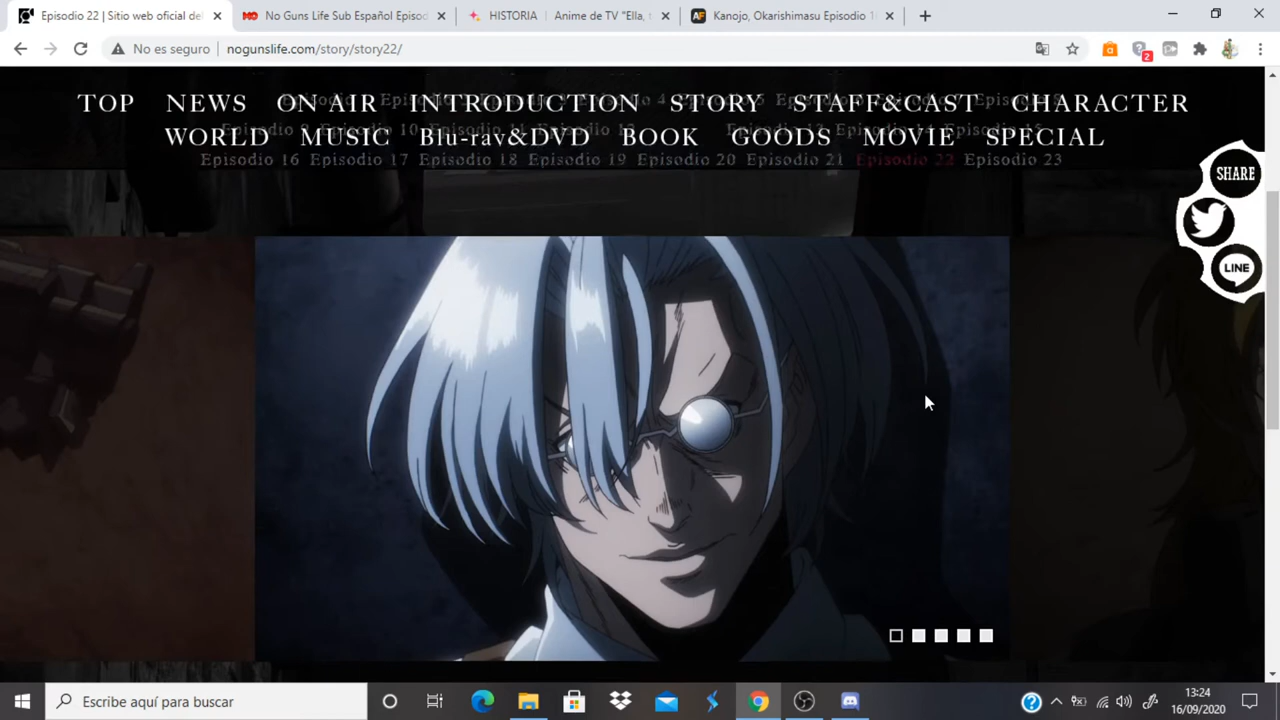 Episodio 22 | Sitio web oficial del
No Guns Life Sub Español Episod
HISTORIA | Anime de TV "Ella,
Kanojo, Okarishimasu Episodio 1
No es seguro
nogunslife.com/story/story22/
2
TOP NEWS ON AIR INTRODUCTION STORY STAFF&CAST CHARACTER
WORLD MUSIC Blu-ray&DVD BOOK GOODS MOVIE SPECIAL
Episodio 16 Episodio 17 Episodio 18 Episodio 19 Episodio 20 Episodio 21 Episodio 22 Episodio 23
SHARE
LINE
Escribe aquí para buscar
13:24
16/09/2020